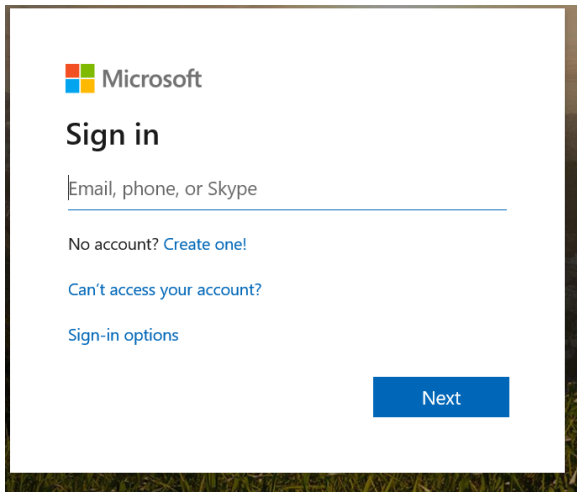 Microsoft
Sign in
Email, phone, or Skype
No account? Create one!
Can't access your account?
Sign-in options
Next